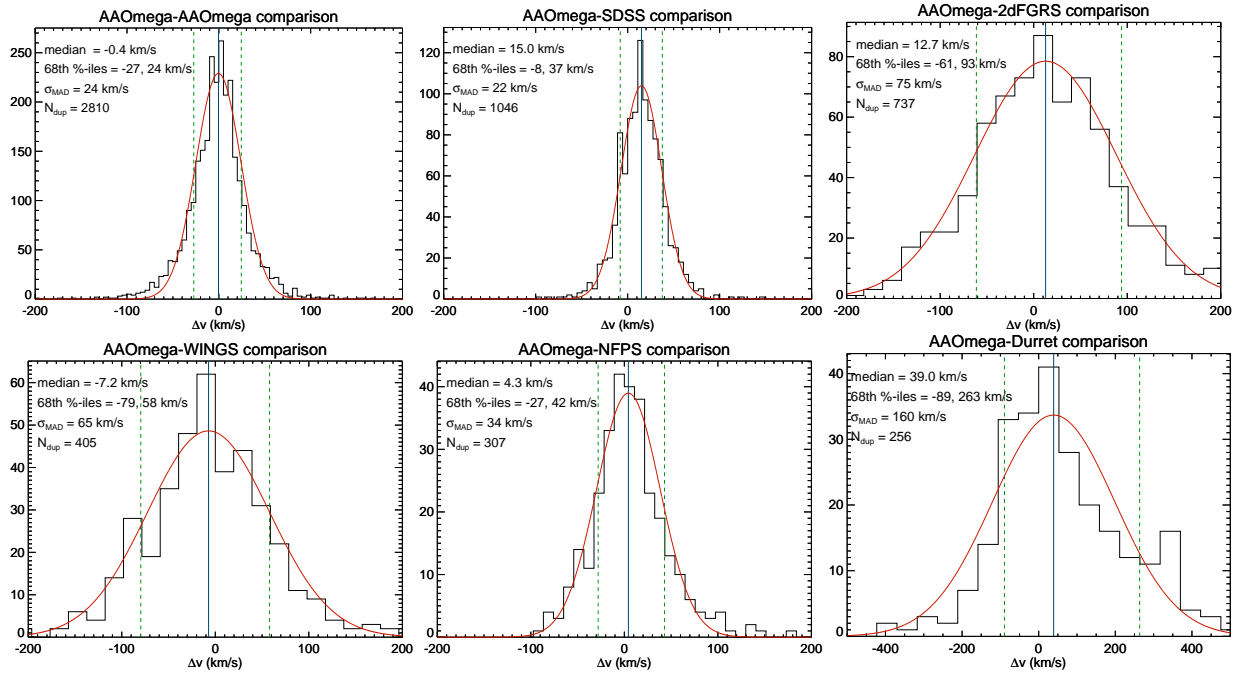 AAOmega-AAOmega comparison
median = -0.4 km/s
68th %-iles = -27, 24 km/s
σMAD = 24 km/s
Ndup = 2810
250
200
150
100
50
0
-200 -100 0 100 200
Δv (km/s)
AAOmega-SDSS comparison
median = 15.0 km/s
68th %-iles = -8, 37 km/s
σMAD = 22 km/s
Ndup = 1046
120
100
80
60
40
20
0
-200 -100 0 100 200
Δv (km/s)
AAOmega-2dFGRS comparison
median = 12.7 km/s
68th %-iles = -61, 93 km/s
σMAD = 75 km/s
Ndup = 737
80
60
40
20
0
-200 -100 0 100 200
Δv (km/s)
AAOmega-WINGS comparison
median = -7.2 km/s
68th %-iles = -79, 58 km/s
σMAD = 65 km/s
Ndup = 405
60
50
40
30
20
10
0
-200 -100 0 100 200
Δv (km/s)
AAOmega-NFPS comparison
median = 4.3 km/s
68th %-iles = -27, 42 km/s
σMAD = 34 km/s
Ndup = 307
40
30
20
10
0
-200 -100 0 100 200
Δv (km/s)
AAOmega-Durret comparison
median = 39.0 km/s
68th %-iles = -89, 263 km/s
σMAD = 160 km/s
Ndup = 256
40
30
20
10
0
-400 -200 0 200 400
Δv (km/s)